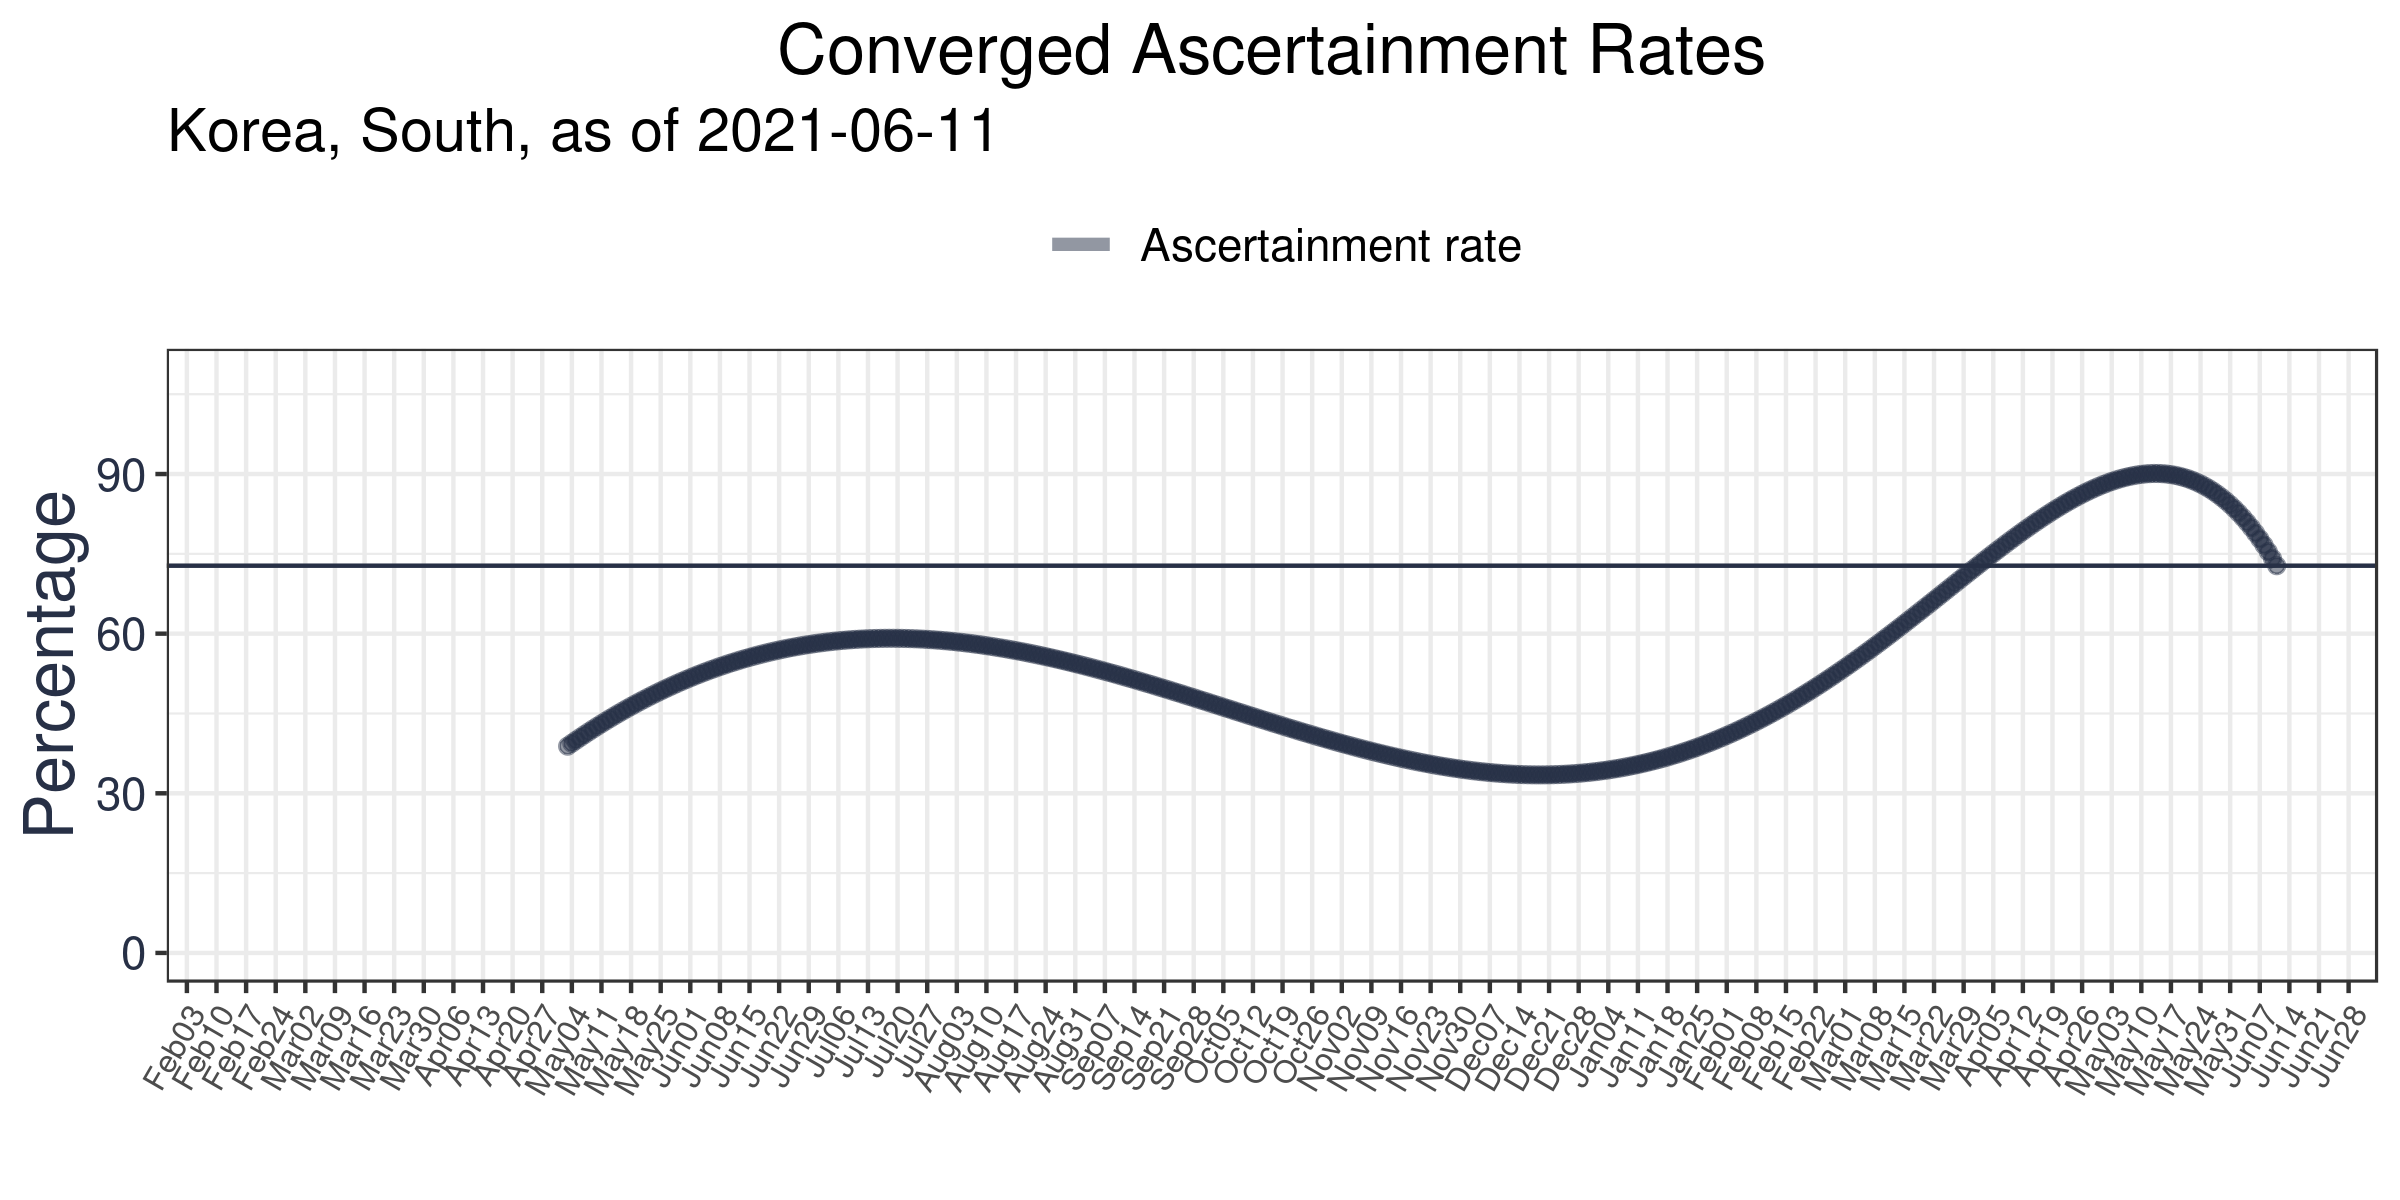 Converged Ascertainment Rates
Korea, South, as of 2021-06-11
Ascertainment rate
Percentage
90
60
30
0
Feb03
Feb10
Feb17
Feb24
Mar02
Mar09
Mar16
Mar23
Mar30
Apr06
Apr13
Apr20
Apr27
May04
May11
May18
May25
Jun01
Jun08
Jun15
Jun22
Jun29
Jul06
Jul13
Jul20
Jul27
Aug03
Aug10
Aug17
Aug24
Aug31
Sep07
Sep14
Sep21
Sep28
Oct05
Oct12
Oct19
Oct26
Nov02
Nov09
Nov16
Nov23
Nov30
Dec07
Dec14
Dec21
Dec28
Jan04
Jan11
Jan18
Jan25
Feb01
Feb08
Feb15
Feb22
Mar01
Mar08
Mar15
Mar22
Mar29
Apr05
Apr12
Apr19
Apr26
May03
May10
May17
May24
May31
Jun07
Jun14
Jun21
Jun28